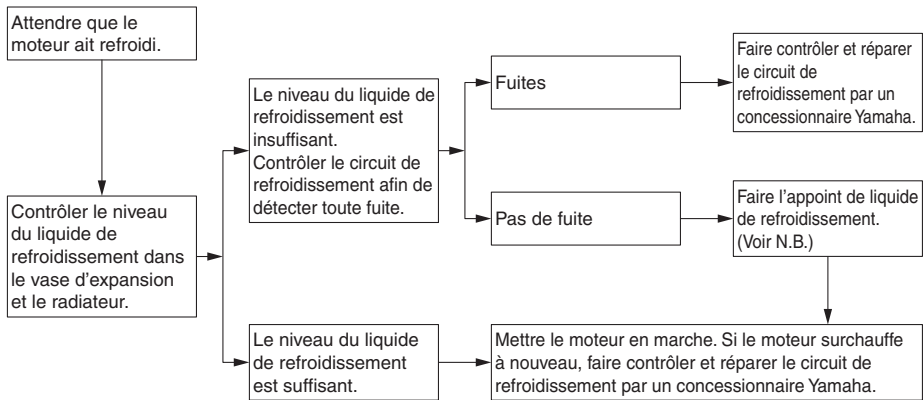 Attendre que le
moteur ait refroidi.
Contrôler le niveau
du liquide de
refroidissement dans
le vase d'expansion
et le radiateur.
Le niveau du liquide de
refroidissement est
insuffisant.
Contrôler le circuit de
refroidissement afin de
détecter toute fuite.
Fuites
Faire contrôler et réparer
le circuit de
refroidissement par un
concessionnaire Yamaha.
Pas de fuite
Faire l'appoint de liquide
de refroidissement.
(Voir N.B.)
Le niveau du liquide
de refroidissement
est suffisant.
Mettre le moteur en marche. Si le moteur surchauffe
à nouveau, faire contrôler et réparer le circuit de
refroidissement par un concessionnaire Yamaha.